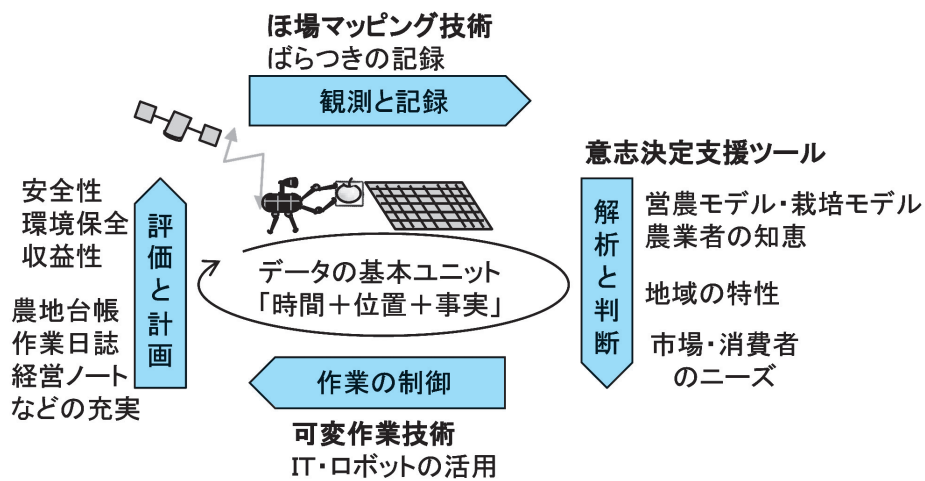 ほ場マッピング技術
ばらつきの記録
観測と記録
意志決定支援ツール
解析と判断
営農モデル・栽培モデル
農業者の知恵
地域の特性
市場・消費者
のニーズ
データの基本ユニット
「時間＋位置＋事実」
作業の制御
可変作業技術
IT・ロボットの活用
評価と計画
安全性
環境保全
収益性
農地台帳
作業日誌
経営ノート
などの充実